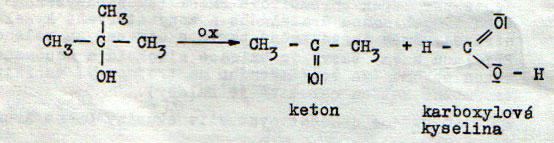 CH3
CH3 – C – CH3 ox CH3 – C – CH3 + H – C O
OH |O| O – H
keton karboxylová
kyselina